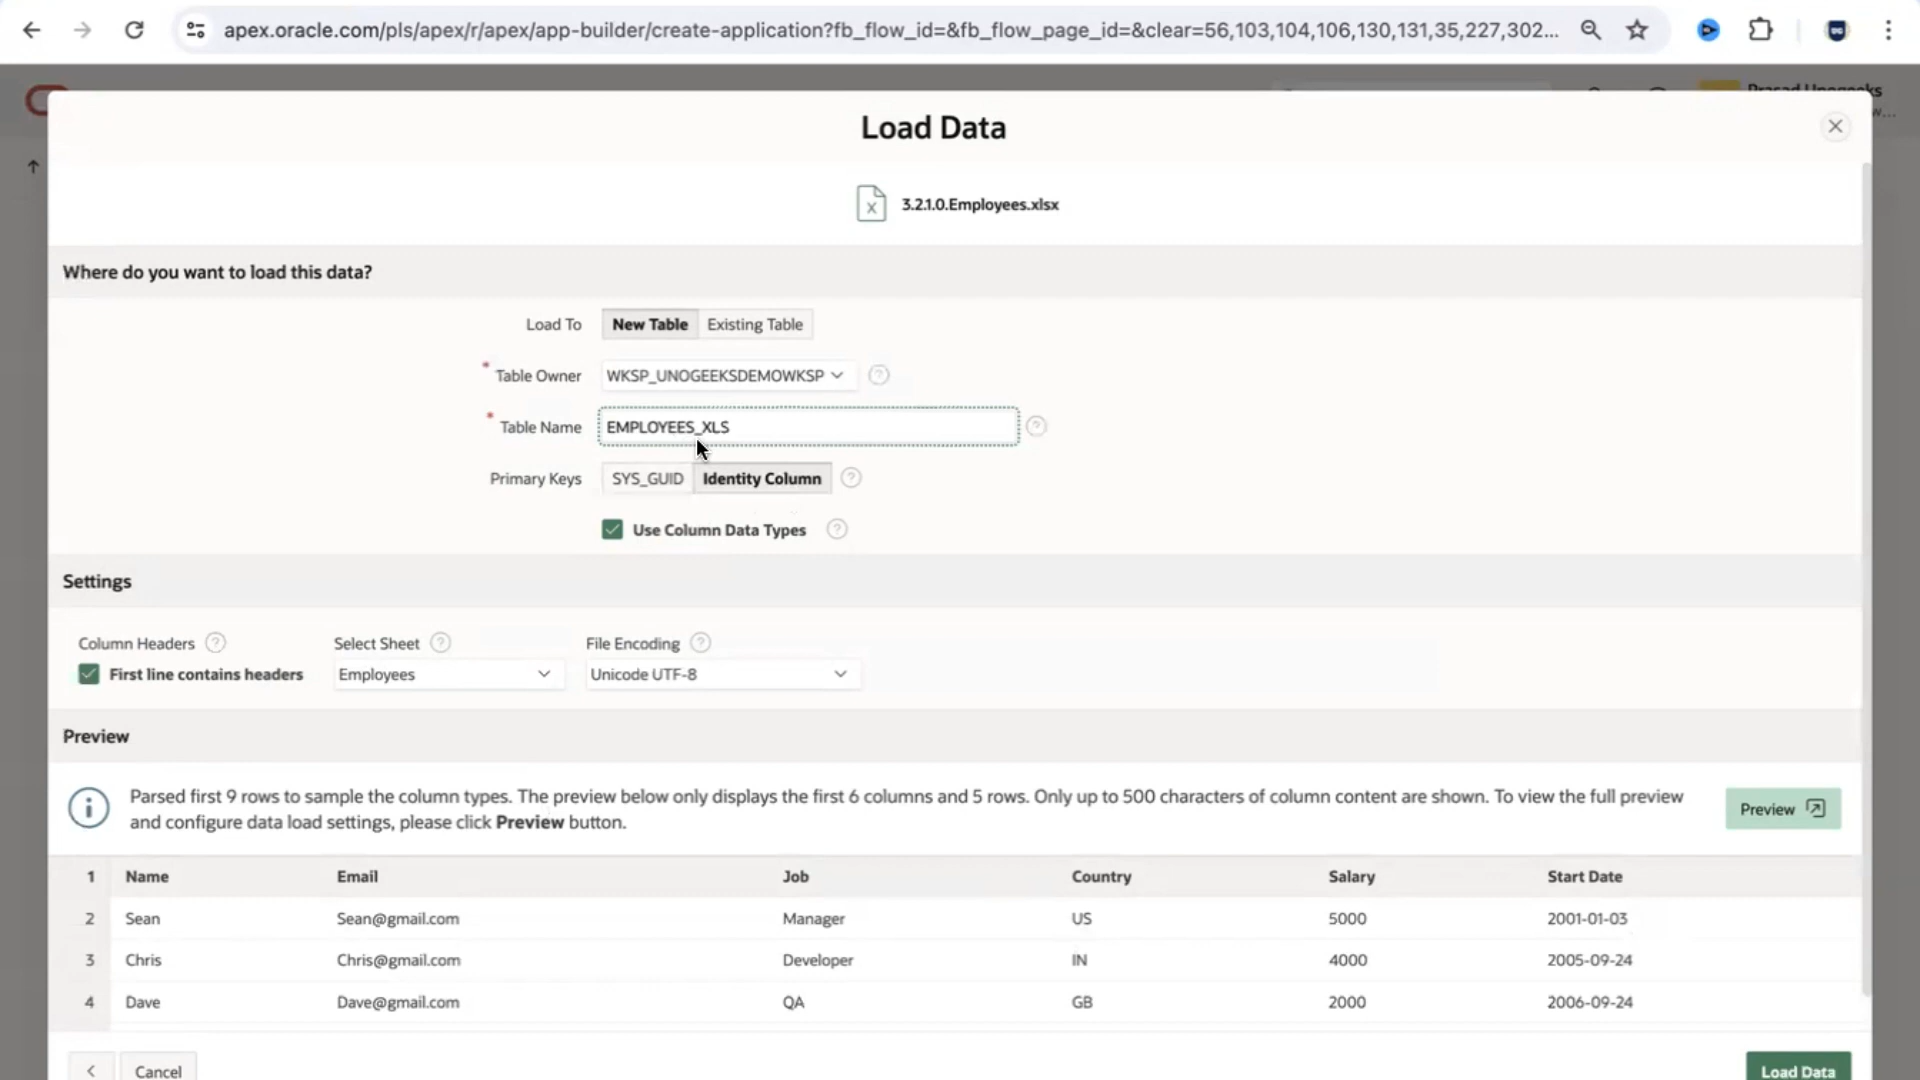 apex.oracle.com/pls/apex/r/apex/app-builder/create-application?fb_flow_id=&fb_flow_page_id=&clear=56,103,104,106,130,131,35,227,302...
Load Data
3.2.1.0.Employees.xlsx
Where do you want to load this data?
Load To New Table Existing Table
* Table Owner WKSP_UNOGEEKSDEMOWKSP ?
* Table Name EMPLOYEES_XLS ?
Primary Keys SYS_GUID Identity Column ?
Use Column Data Types ?
Settings
Column Headers ? Select Sheet ? File Encoding ?
First line contains headers Employees Unicode UTF-8
Preview
Parsed first 9 rows to sample the column types. The preview below only displays the first 6 columns and 5 rows. Only up to 500 characters of column content are shown. To view the full preview
and configure data load settings, please click Preview button.
Preview
1 Name Email Job Country Salary Start Date
2 Sean Sean@gmail.com Manager US 5000 2001-01-03
3 Chris Chris@gmail.com Developer IN 4000 2005-09-24
4 Dave Dave@gmail.com QA GB 2000 2006-09-24
Cancel Load Data